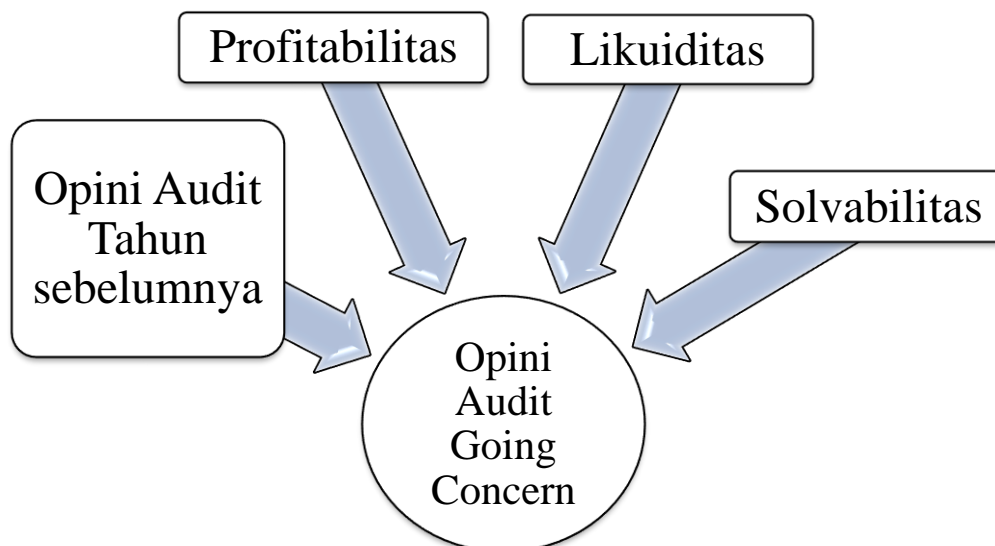 Profitabilitas
Likuiditas
Opini Audit
Tahun
sebelumnya
Solvabilitas
Opini
Audit
Going
Concern